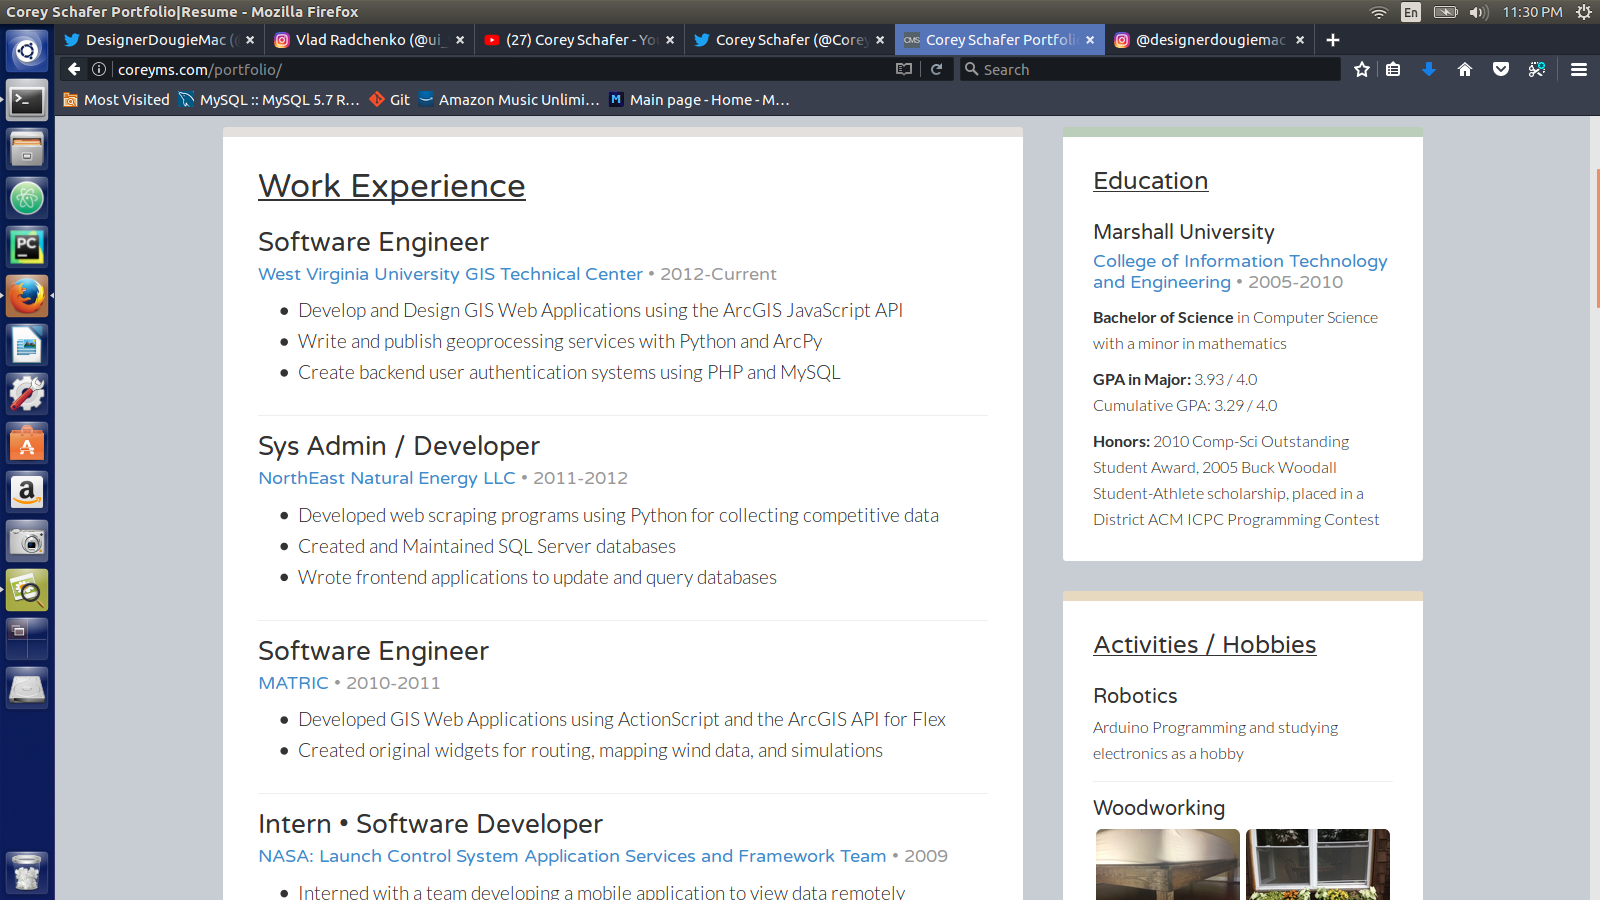 Corey Schafer Portfolio|Resume - Mozilla Firefox
En
11:30 PM
DesignerDougieMac (@
Vlad Radchenko (@ui_
(27) Corey Schafer - Yo
Corey Schafer (@Corey
Corey Schafer Portfoli
@designerdougiemac
coreyms.com/portfolio/
Search
Most Visited
MySQL :: MySQL 5.7 R...
Git
Amazon Music Unlimi...
Main page - Home - M...
Work Experience
Software Engineer
West Virginia University GIS Technical Center • 2012-Current
• Develop and Design GIS Web Applications using the ArcGIS JavaScript API
• Write and publish geoprocessing services with Python and ArcPy
• Create backend user authentication systems using PHP and MySQL
Sys Admin / Developer
NorthEast Natural Energy LLC • 2011-2012
• Developed web scraping programs using Python for collecting competitive data
• Created and Maintained SQL Server databases
• Wrote frontend applications to update and query databases
Software Engineer
MATRIC • 2010-2011
• Developed GIS Web Applications using ActionScript and the ArcGIS API for Flex
• Created original widgets for routing, mapping wind data, and simulations
Intern • Software Developer
NASA: Launch Control System Application Services and Framework Team • 2009
• Interned with a team developing a mobile application to view data remotely
Education
Marshall University
College of Information Technology
and Engineering • 2005-2010
Bachelor of Science in Computer Science
with a minor in mathematics
GPA in Major: 3.93 / 4.0
Cumulative GPA: 3.29 / 4.0
Honors: 2010 Comp-Sci Outstanding
Student Award, 2005 Buck Woodall
Student-Athlete scholarship, placed in a
District ACM ICPC Programming Contest
Activities / Hobbies
Robotics
Arduino Programming and studying
electronics as a hobby
Woodworking